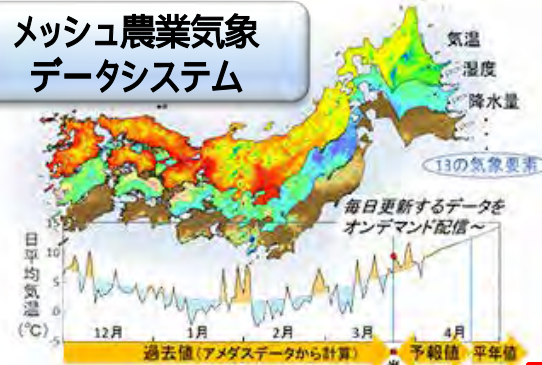 メッシュ農業気象
データシステム
気温
湿度
降水量
13の気象要素
毎日更新するデータを
オンデマンド配信～
日平均気温
(℃)
15
10
5
0
-5
12月
1月
2月
3月
4月
過去値(アメダスデータから計算)
予報値
平年値